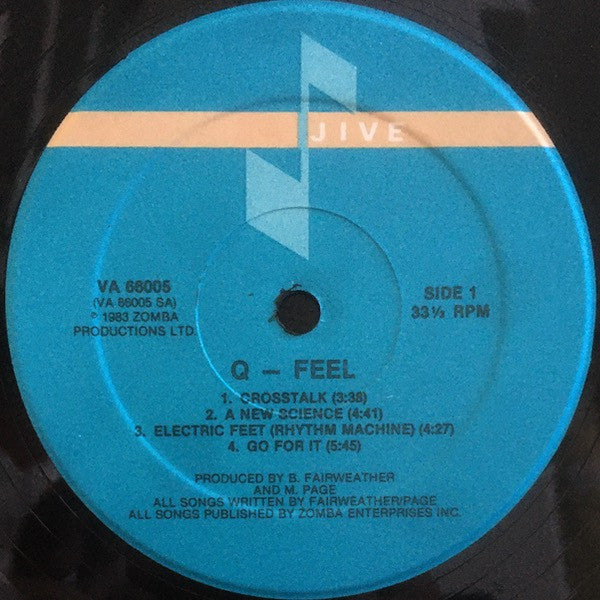 JIVE
VA 66005
(VA 66005 SA)
℗ 1983 ZOMBA
PRODUCTIONS LTD.
SIDE 1
33⅓ RPM
Q – FEEL
1. CROSSTALK (3:38)
2. A NEW SCIENCE (4:41)
3. ELECTRIC FEET (RHYTHM MACHINE) (4:27)
4. GO FOR IT (5:45)
PRODUCED BY B. FAIRWEATHER
AND M. PAGE
ALL SONGS WRITTEN BY FAIRWEATHER/PAGE
ALL SONGS PUBLISHED BY ZOMBA ENTERPRISES INC.